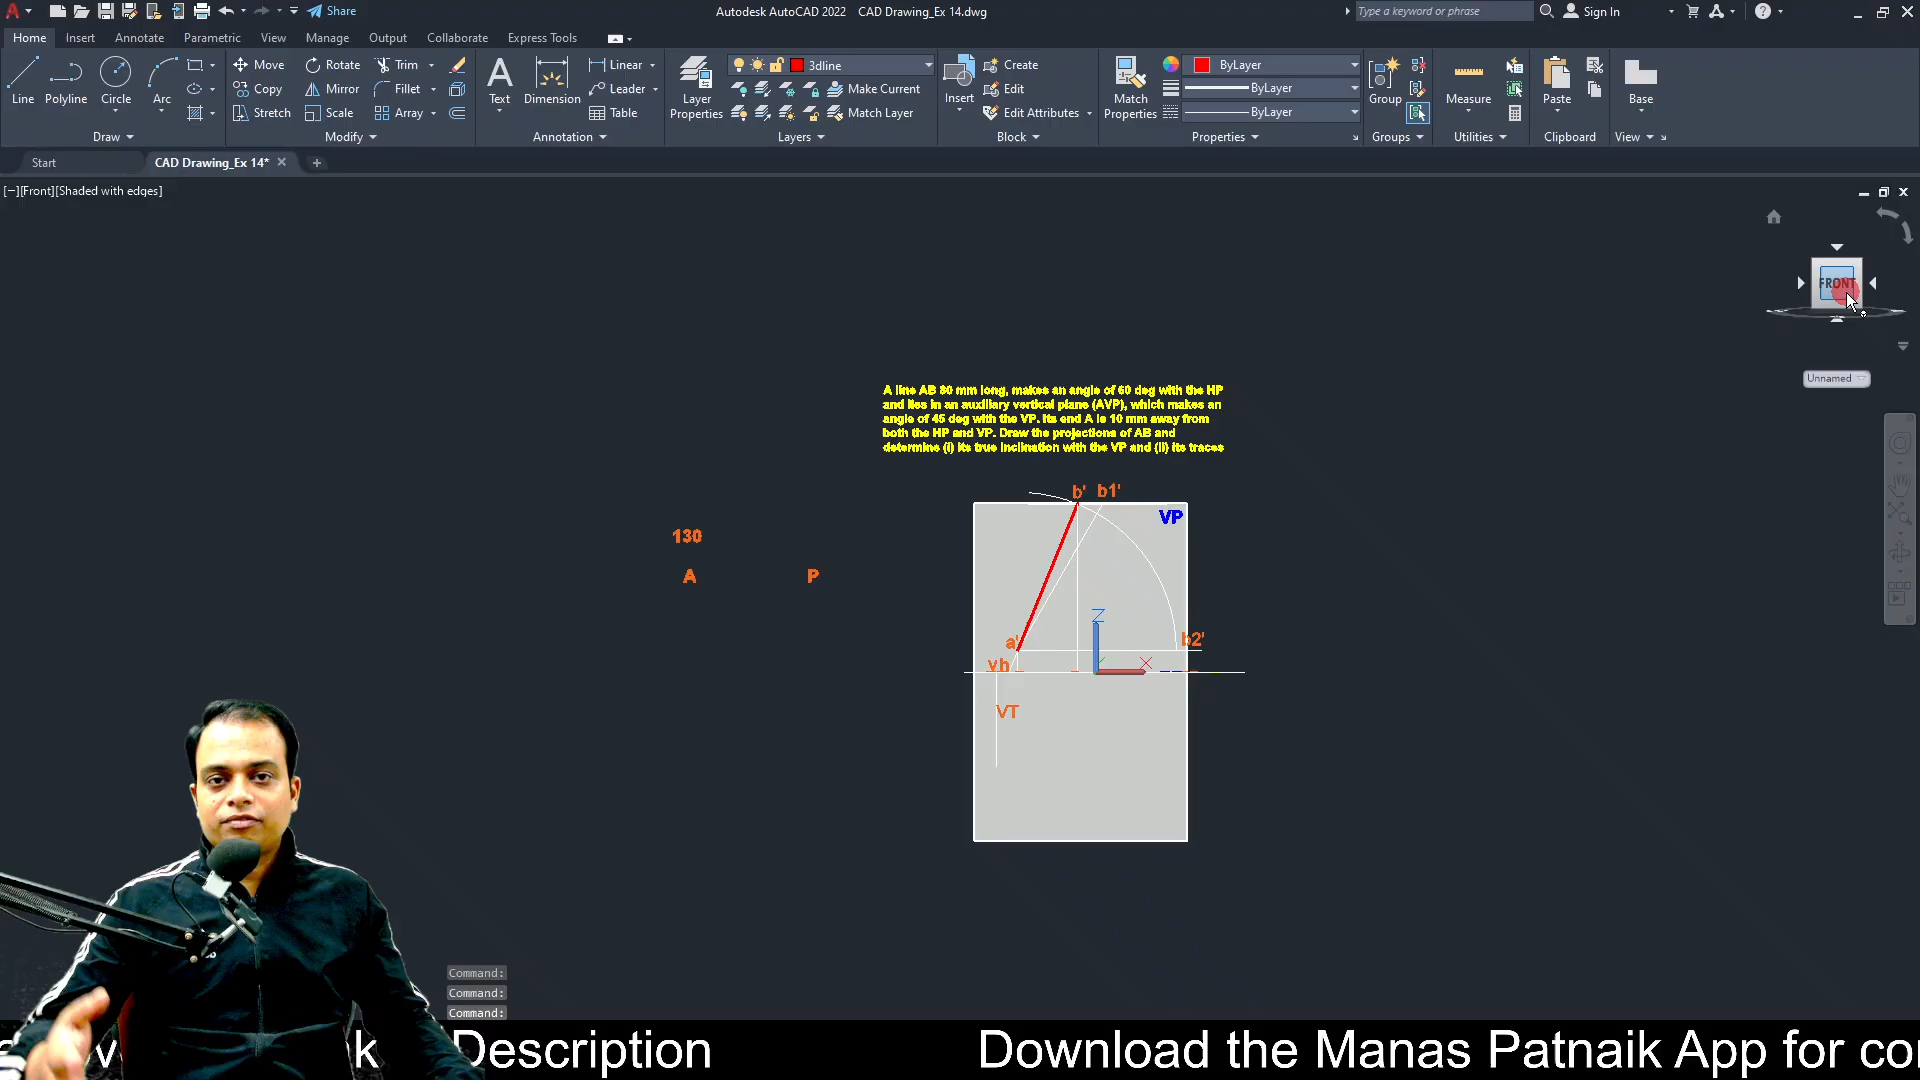 Share
Autodesk AutoCAD 2022 CAD Drawing_Ex 14.dwg
Type a keyword or phrase
Sign In
Home Insert Annotate Parametric View Manage Output Collaborate Express Tools
Line Polyline Circle Arc
Move Rotate Trim
Copy Mirror Fillet
Stretch Scale Array
Text Dimension
Linear
Leader
Table
Layer Properties
3dline
Make Current
Match Layer
Insert
Create
Edit
Edit Attributes
Match Properties
ByLayer
ByLayer
ByLayer
Group
Measure
Paste
Base
Draw Modify Annotation Layers Block Properties Groups Utilities Clipboard View
Start CAD Drawing_Ex 14*
[−][Front][Shaded with edges]
FRONT
Unnamed
A line AB 80 mm long, makes an angle of 60 deg with the HP
and lies in an auxiliary vertical plane (AVP), which makes an
angle of 45 deg with the VP. Its end A is 10 mm away from
both the HP and VP. Draw the projections of AB and
determine (i) its true inclination with the VP and (ii) its traces
b' b1'
VP
130
A P
Z
a' b2'
vh X
VT
Command:
Command:
Command:
k Description Download the Manas Patnaik App for